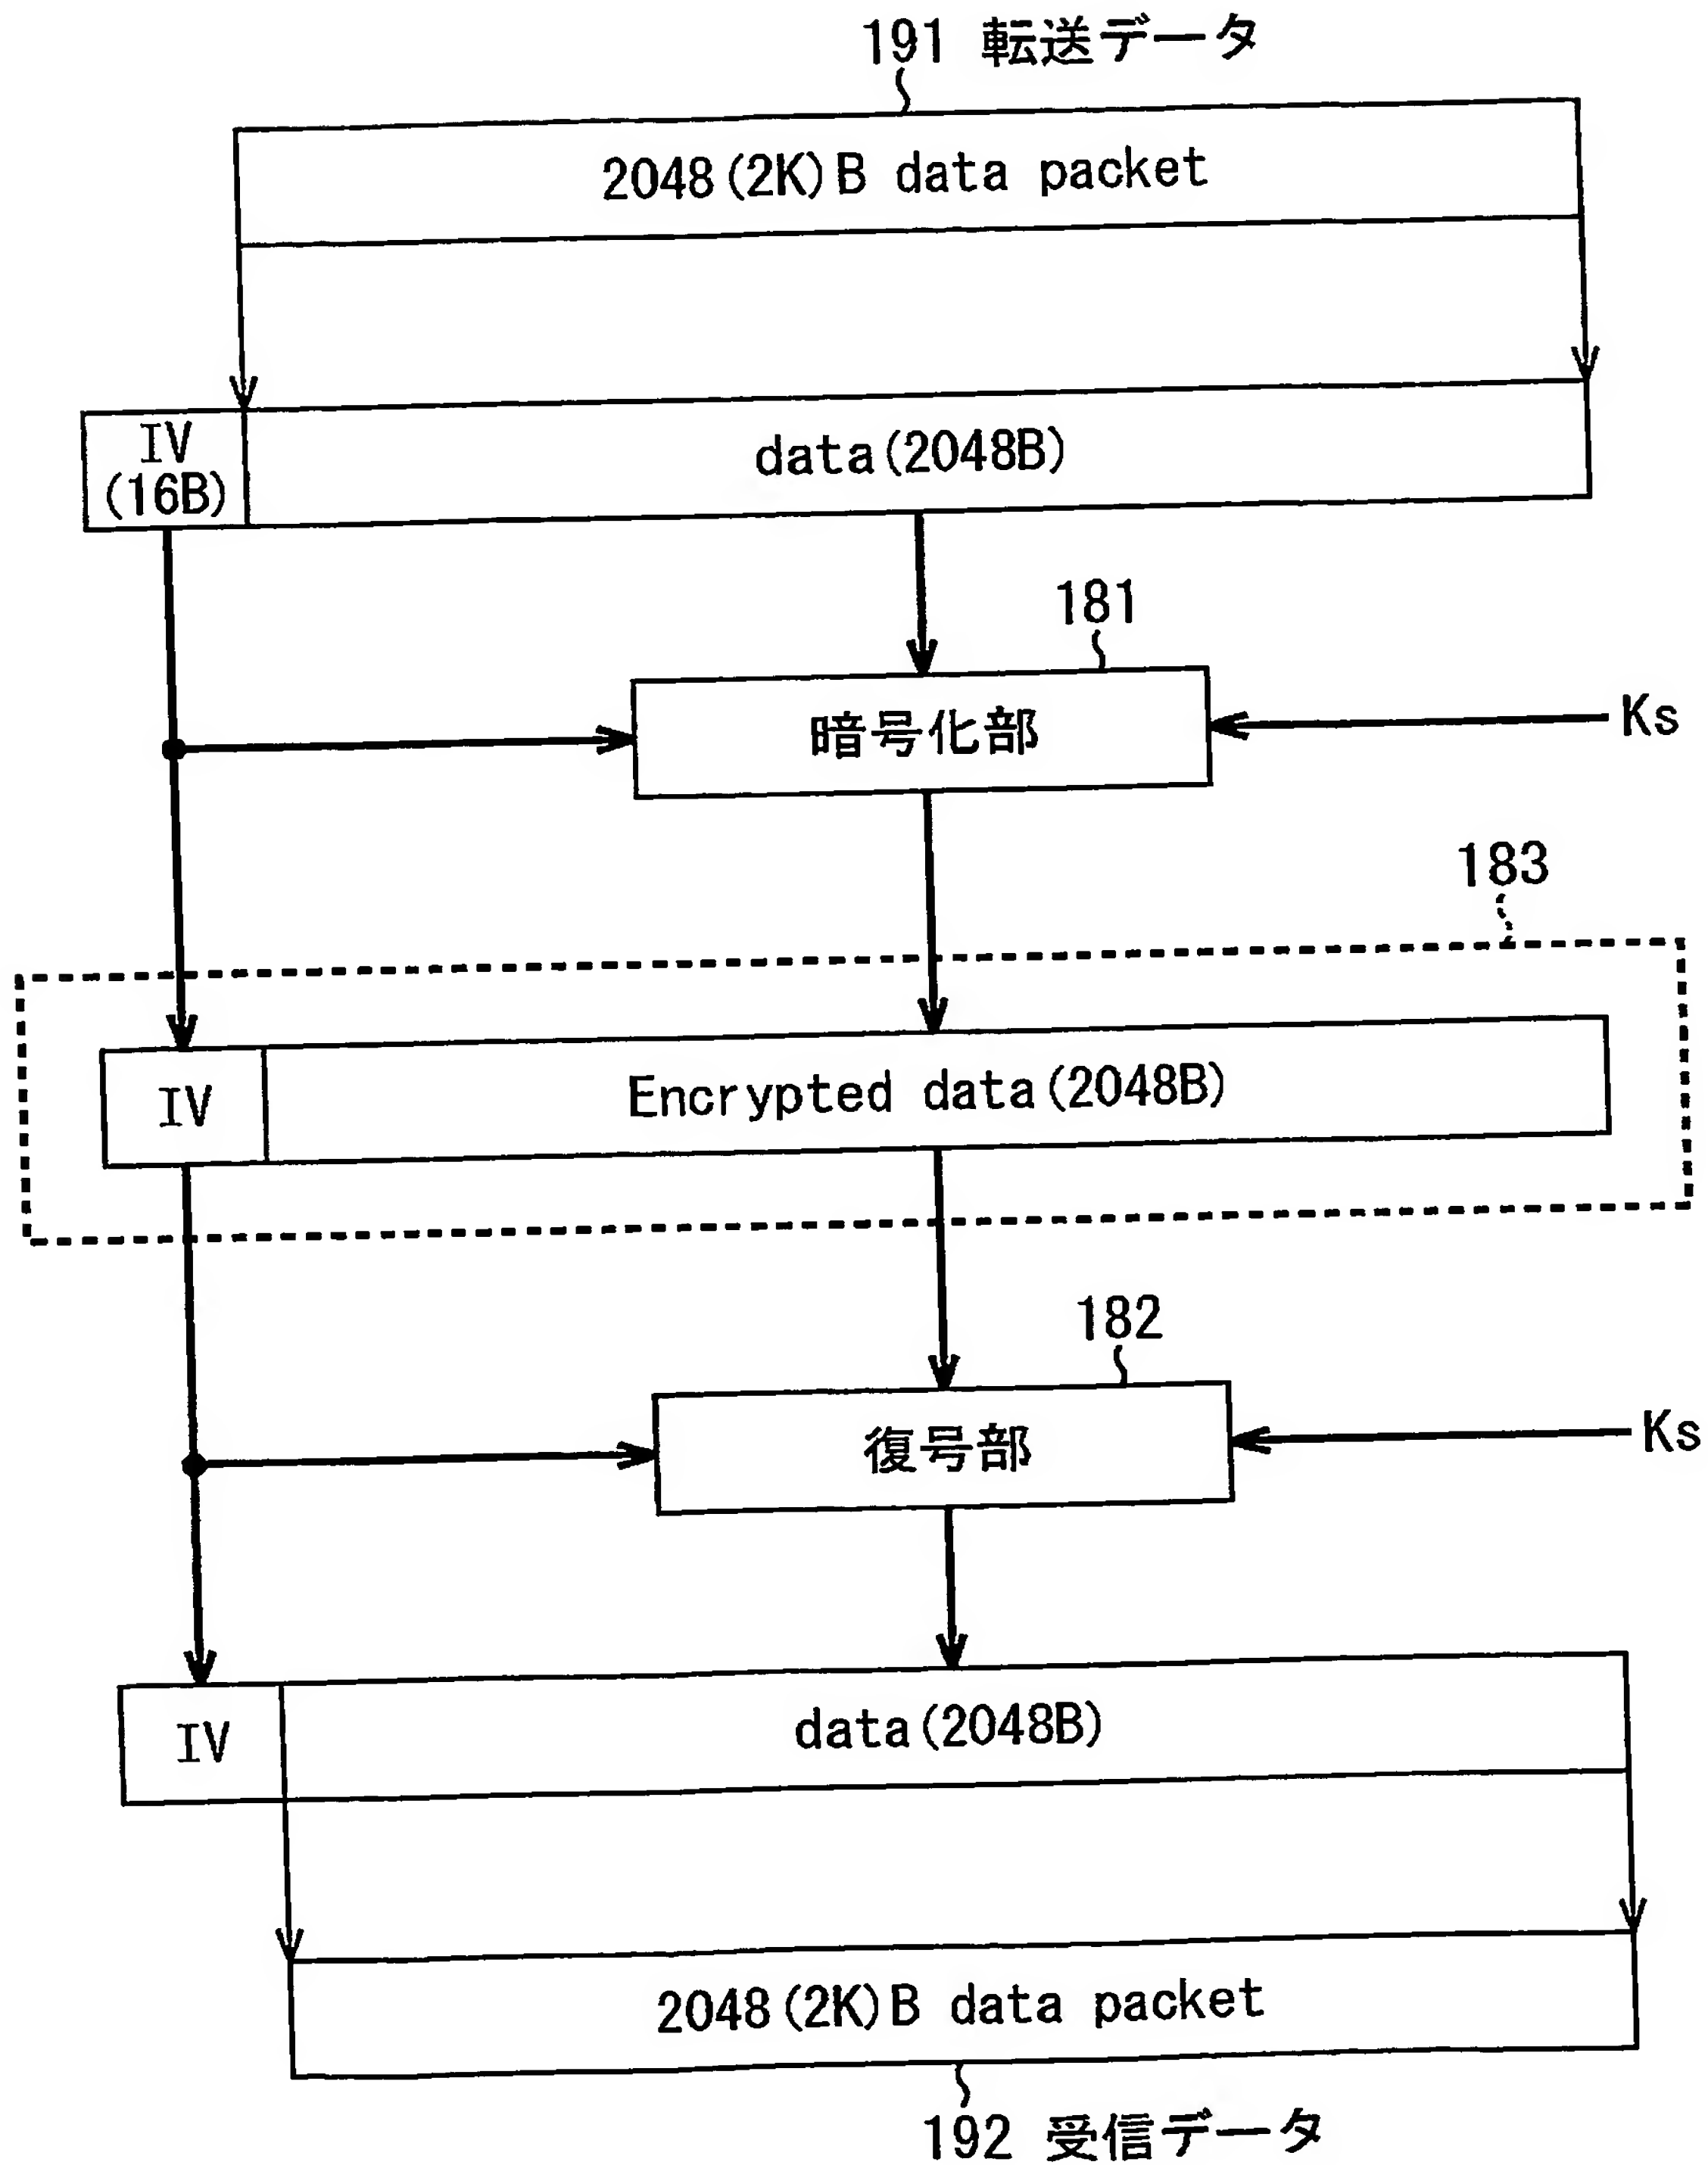 191 転送データ
2048(2K)B data packet
IV
(16B)
data(2048B)
181
暗号化部
Ks
183
IV
Encrypted data(2048B)
182
復号部
Ks
IV
data(2048B)
2048(2K)B data packet
192 受信データ